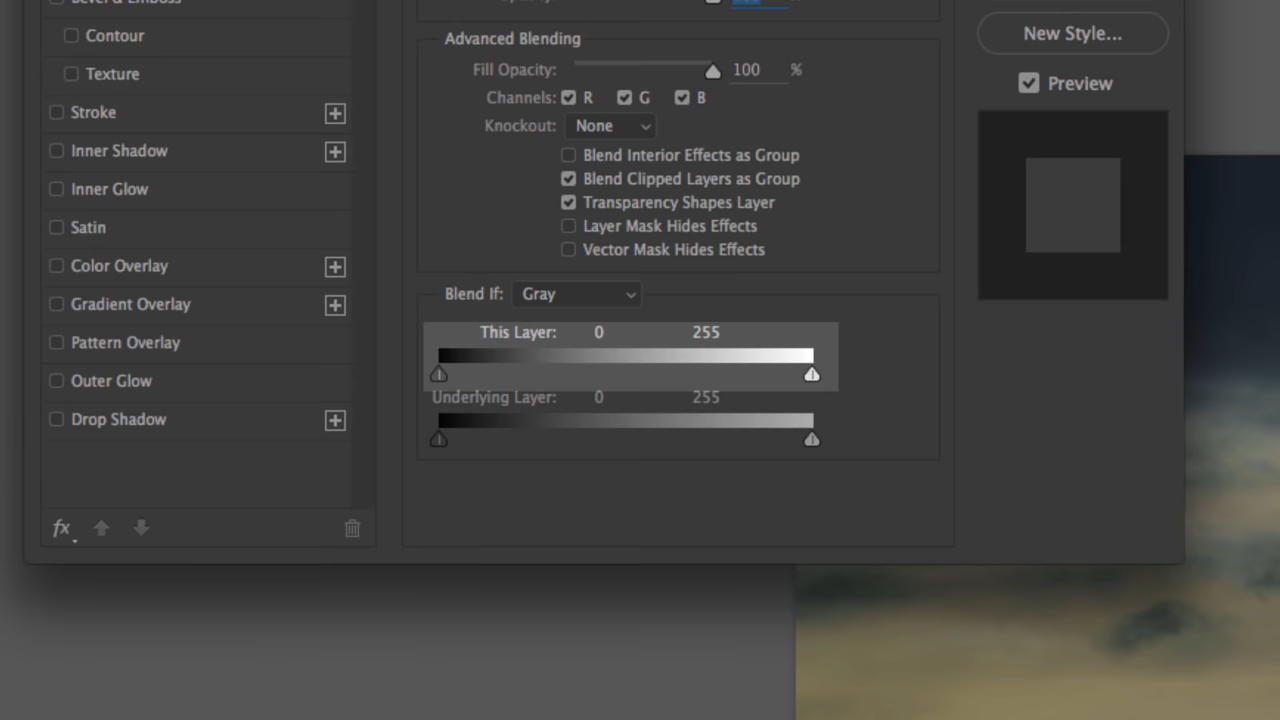 Bevel & Emboss
Contour
Texture
Stroke
Inner Shadow
Inner Glow
Satin
Color Overlay
Gradient Overlay
Pattern Overlay
Outer Glow
Drop Shadow
fx
Advanced Blending
Fill Opacity: 100 %
Channels: R G B
Knockout: None
Blend Interior Effects as Group
Blend Clipped Layers as Group
Transparency Shapes Layer
Layer Mask Hides Effects
Vector Mask Hides Effects
Blend If: Gray
This Layer: 0 255
Underlying Layer: 0 255
New Style...
Preview